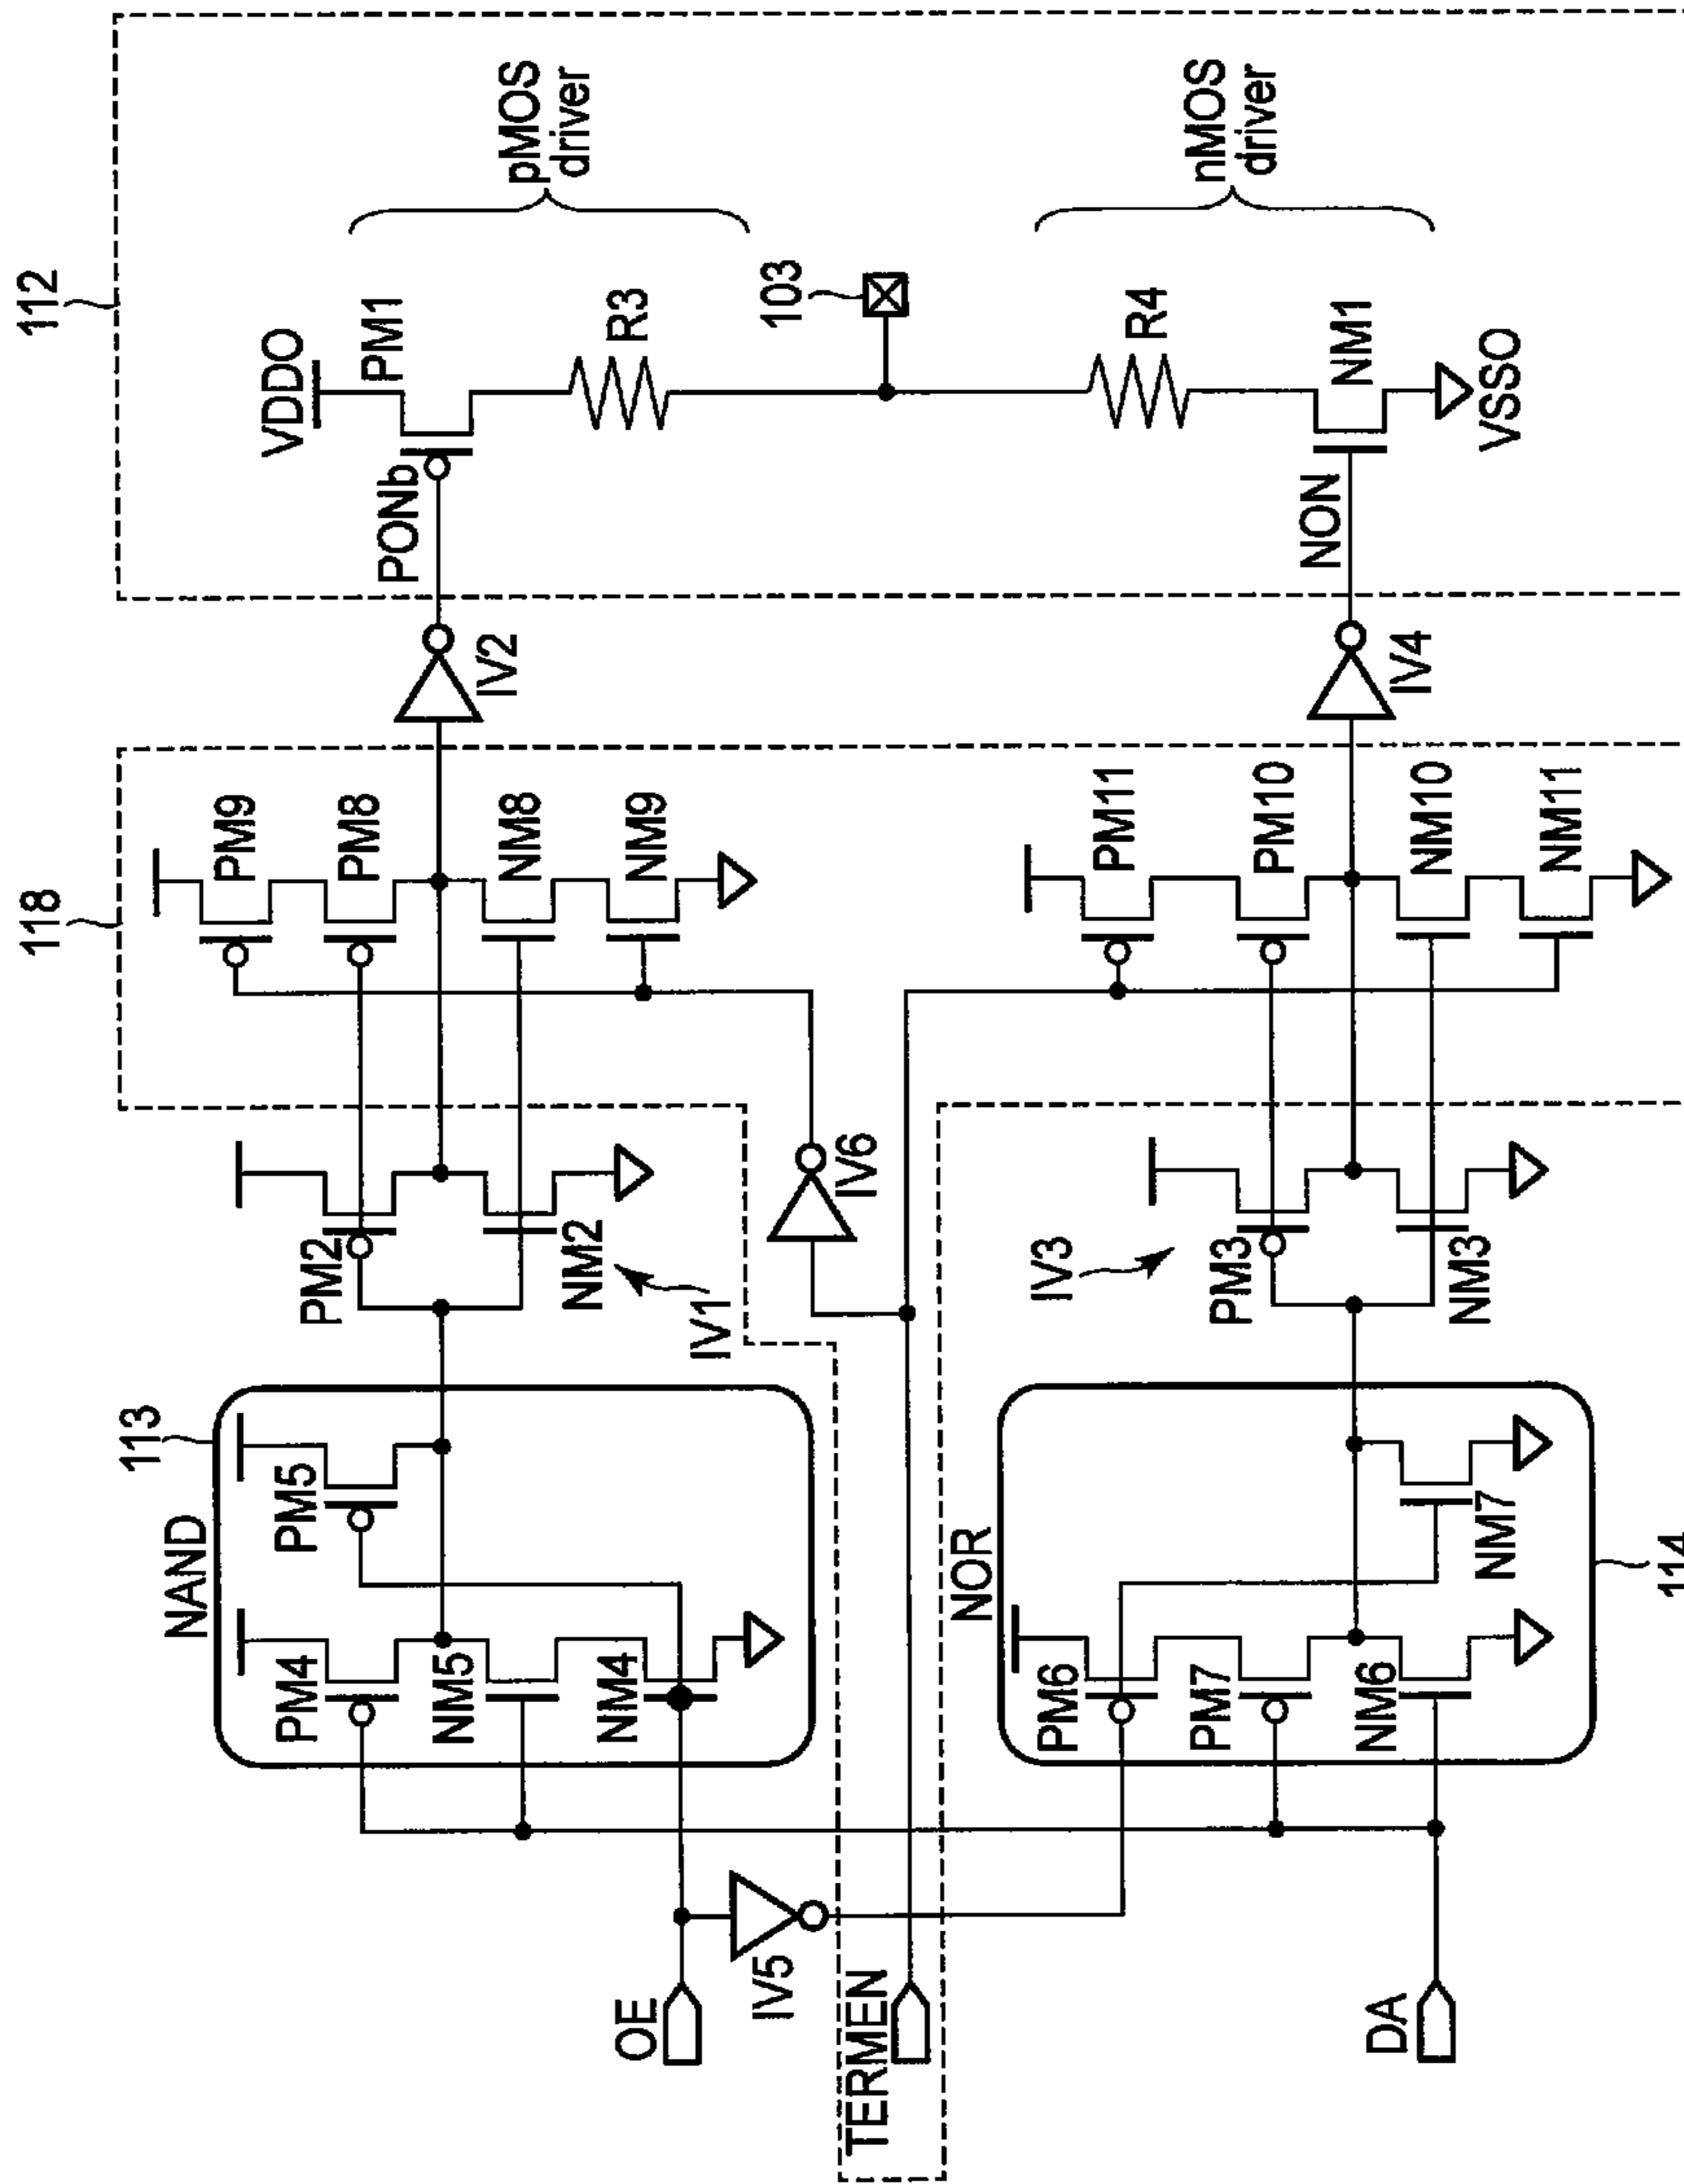 112
VDDO
PM1
PONb
R3
pMOS
driver
103
R4
nMOS
driver
NON
NM1
VSSO
IV2
IV4
118
PM9
PM8
NM8
NM9
PM11
PM10
NM10
NM11
PM2
NM2
IV1
IV6
IV3
PM3
NM3
113
NAND
PM5
PM4
NM5
NM4
NOR
PM6
PM7
NM6
NM7
114
OE
IV5
TERMEN
DA